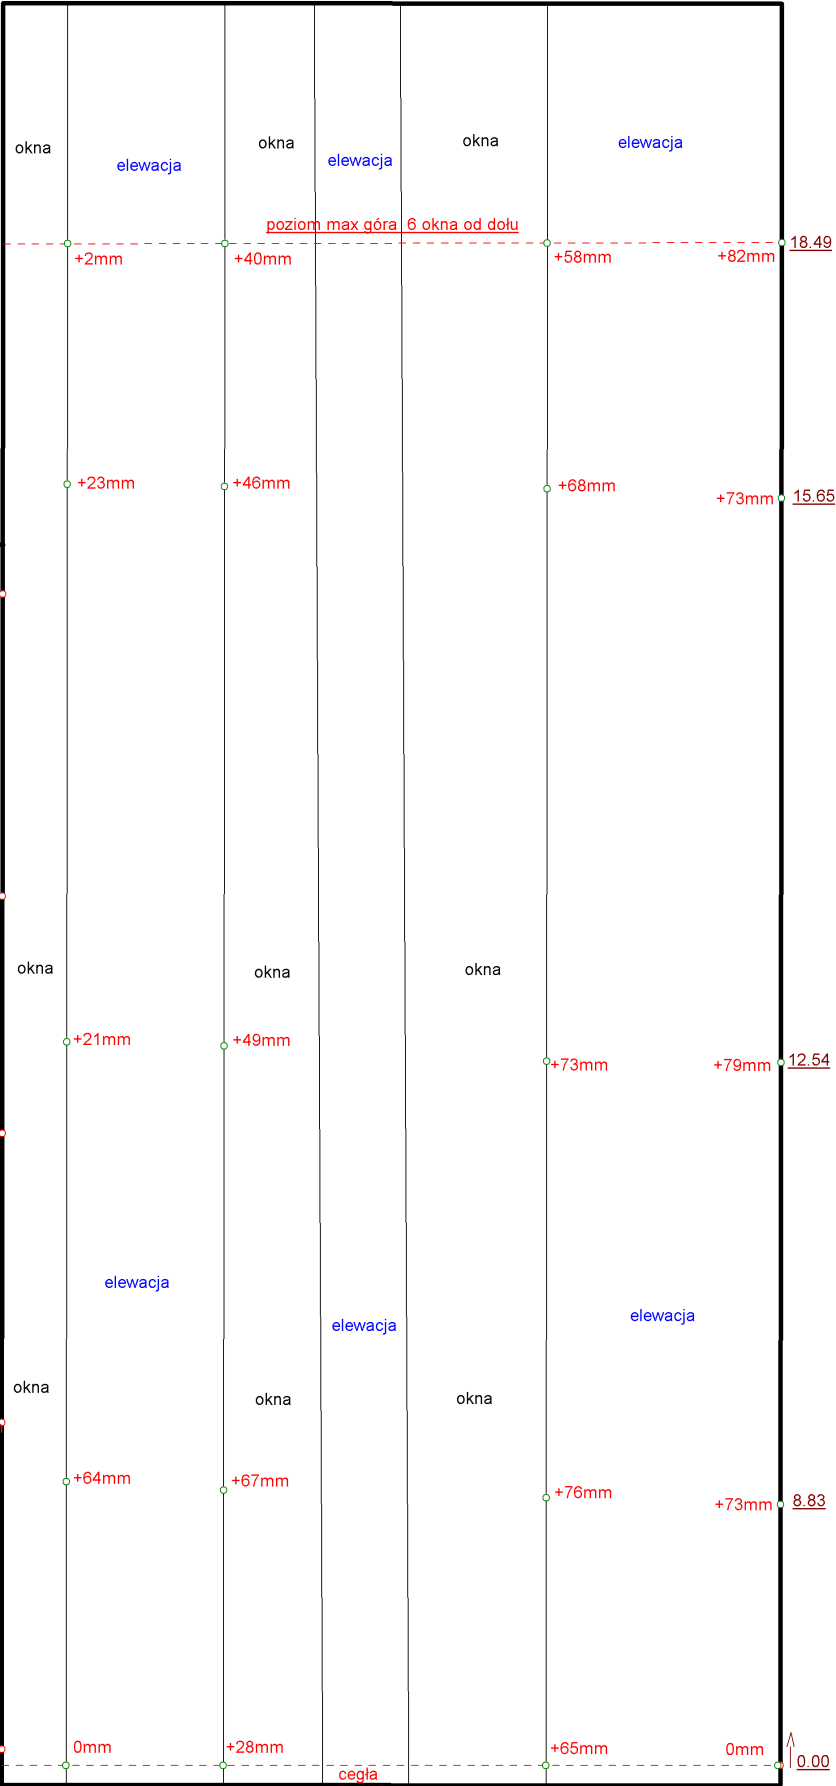 okna
elewacja
okna
elewacja
okna
elewacja
poziom max góra 6 okna od dołu
18.49
+2mm
+40mm
+58mm
+82mm
+23mm
+46mm
+68mm
+73mm
15.65
okna
okna
okna
+21mm
+49mm
+73mm
+79mm
12.54
elewacja
elewacja
elewacja
okna
okna
okna
+64mm
+67mm
+76mm
+73mm
8.83
0mm
+28mm
+65mm
0mm
0.00
cegła